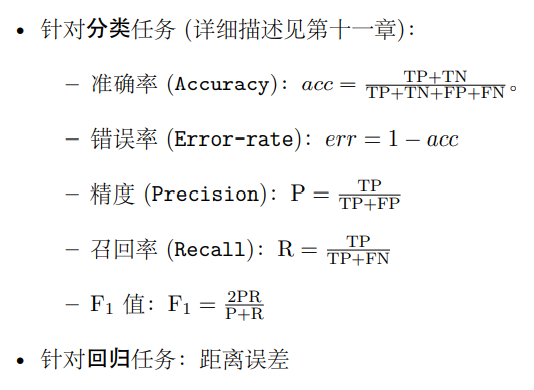 • 针对分类任务 (详细描述见第十一章)：
– 准确率 (Accuracy)：acc = \frac{TP+TN}{TP+TN+FP+FN}。
– 错误率 (Error-rate)：err = 1 − acc
– 精度 (Precision)：P = \frac{TP}{TP+FP}
– 召回率 (Recall)：R = \frac{TP}{TP+FN}
– F₁ 值：F₁ = \frac{2PR}{P+R}
• 针对回归任务：距离误差